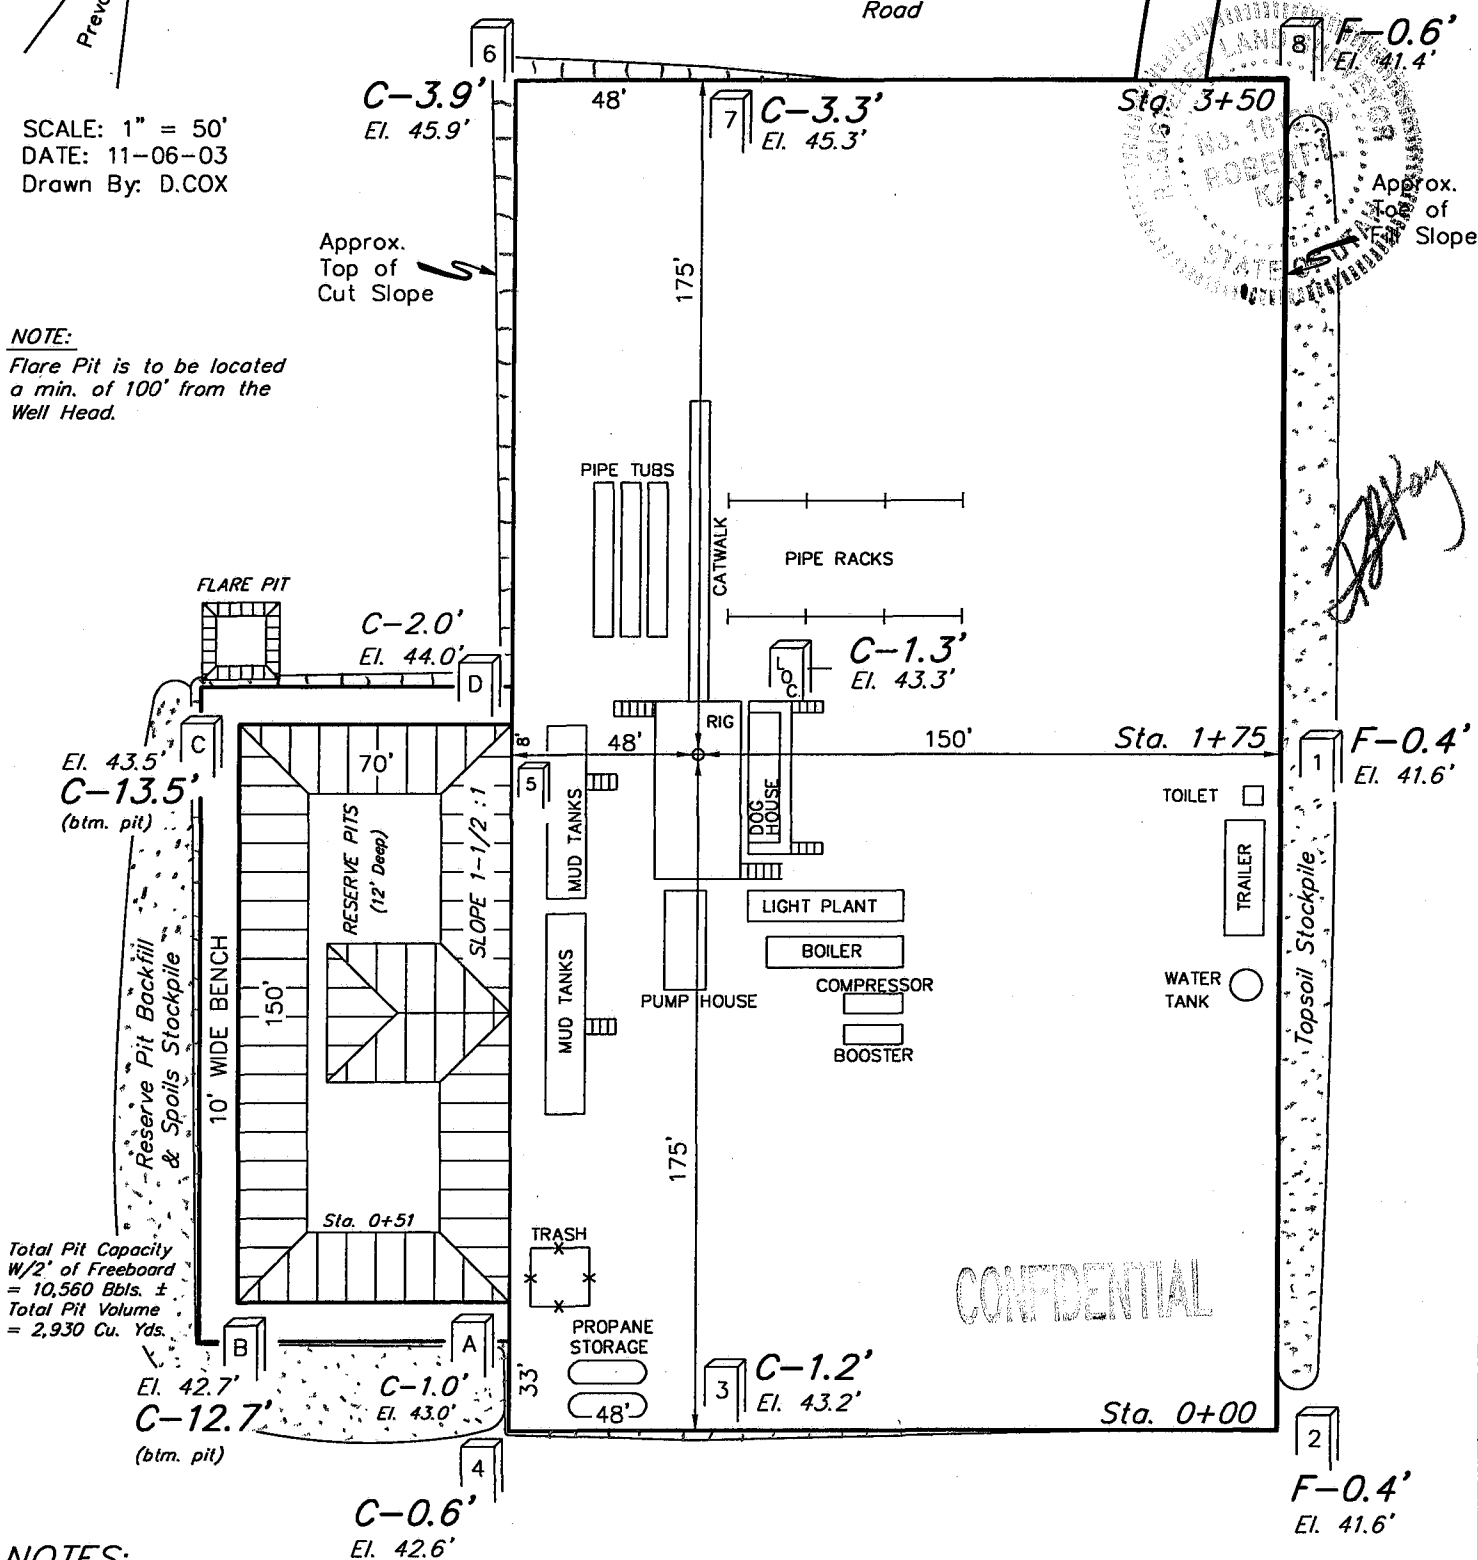 Road
6
8
F-0.6'
El. 41.4'
C-3.9'
El. 45.9'
48'
7
C-3.3'
El. 45.3'
Sta. 3+50
SCALE: 1" = 50'
DATE: 11-06-03
Drawn By: D.COX
REGISTERED LAND SURVEYOR
ROBERT L.
KAY
STATE OF UTAH
Approx.
Top of
Cut Slope
Approx.
Top of
Fill Slope
175'
NOTE:
Flare Pit is to be located
a min. of 100' from the
Well Head.
PIPE TUBS
CATWALK
PIPE RACKS
FLARE PIT
C-2.0'
El. 44.0'
D
LOC.
C-1.3'
El. 43.3'
C
El. 43.5'
C-13.5'
(btm. pit)
70'
8'
48'
RIG
150'
Sta. 1+75
1
F-0.4'
El. 41.6'
5
MUD TANKS
DOG
HOUSE
TOILET
TRAILER
RESERVE PITS
(12' Deep)
SLOPE 1-1/2 :1
LIGHT PLANT
BOILER
COMPRESSOR
PUMP HOUSE
BOOSTER
MUD TANKS
WATER
TANK
Topsoil Stockpile
Reserve Pit Backfill
& Spoils Stockpile
10' WIDE BENCH
150'
175'
Sta. 0+51
TRASH
Total Pit Capacity
W/2' of Freeboard
= 10,560 Bbls. ±
Total Pit Volume
= 2,930 Cu. Yds.
CONFIDENTIAL
PROPANE
STORAGE
B
El. 42.7'
C-12.7'
(btm. pit)
A
C-1.0'
El. 43.0'
33'
48'
3
C-1.2'
El. 43.2'
Sta. 0+00
2
F-0.4'
El. 41.6'
4
C-0.6'
El. 42.6'
NOTES: